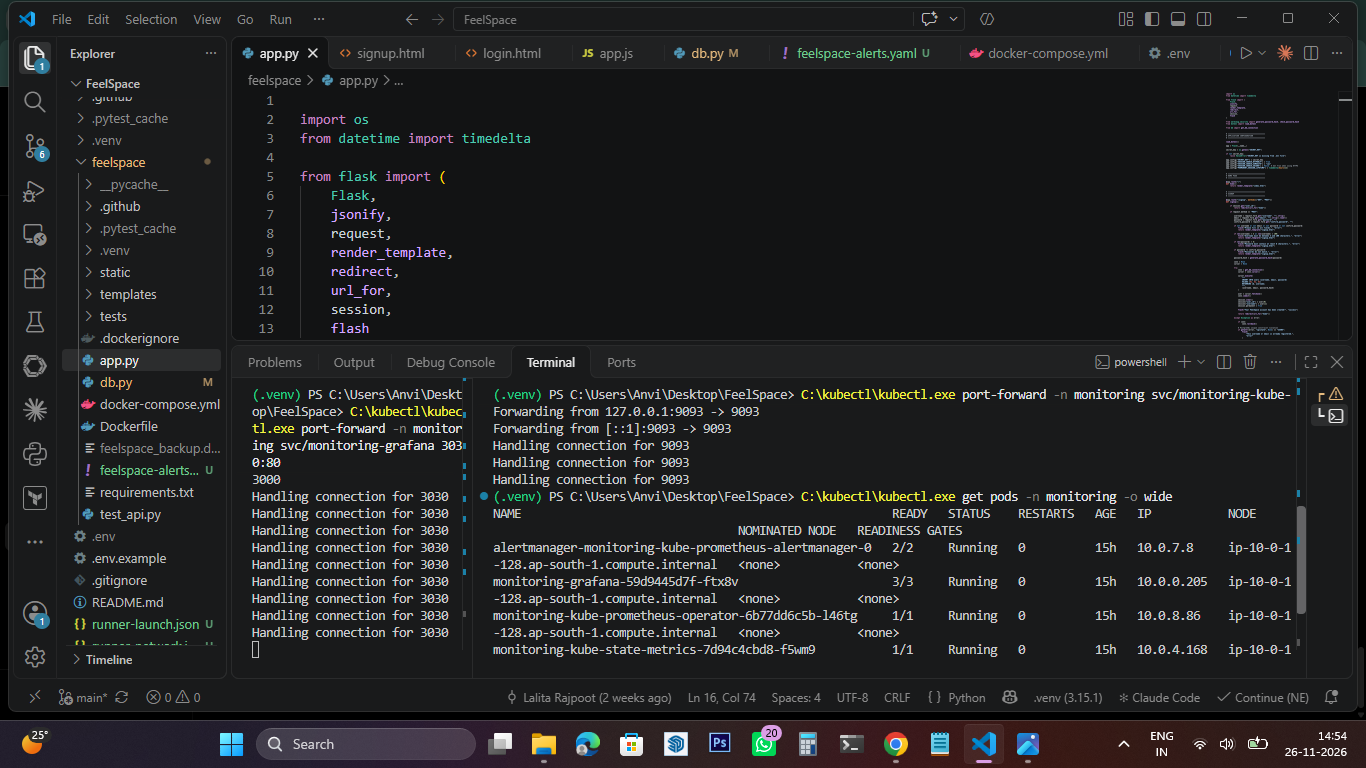 File Edit Selection View Go Run ··· FeelSpace
Explorer ···
FeelSpace
.github
.pytest_cache
.venv
feelspace
__pycache__
.github
.pytest_cache
.venv
static
templates
tests
.dockerignore
app.py
db.py M
docker-compose.yml
Dockerfile
feelspace_backup.d...
feelspace-alerts... U
requirements.txt
test_api.py
.env
.env.example
.gitignore
README.md
runner-launch.json U
Timeline
app.py signup.html login.html JS app.js db.py M feelspace-alerts.yaml U docker-compose.yml .env
feelspace > app.py > ...
1
2 import os
3 from datetime import timedelta
4
5 from flask import (
6 Flask,
7 jsonify,
8 request,
9 render_template,
10 redirect,
11 url_for,
12 session,
13 flash
Problems Output Debug Console Terminal Ports powershell
(.venv) PS C:\Users\Anvi\Deskt
op\FeelSpace> C:\kubectl\kubec
tl.exe port-forward -n monitor
ing svc/monitoring-grafana 303
0:80
3000
Handling connection for 3030
Handling connection for 3030
Handling connection for 3030
Handling connection for 3030
Handling connection for 3030
Handling connection for 3030
Handling connection for 3030
Handling connection for 3030
Handling connection for 3030
(.venv) PS C:\Users\Anvi\Desktop\FeelSpace> C:\kubectl\kubectl.exe port-forward -n monitoring svc/monitoring-kube-
Forwarding from 127.0.0.1:9093 -> 9093
Forwarding from [::1]:9093 -> 9093
Handling connection for 9093
Handling connection for 9093
Handling connection for 9093
(.venv) PS C:\Users\Anvi\Desktop\FeelSpace> C:\kubectl\kubectl.exe get pods -n monitoring -o wide
NAME READY STATUS RESTARTS AGE IP NODE
NOMINATED NODE READINESS GATES
alertmanager-monitoring-kube-prometheus-alertmanager-0 2/2 Running 0 15h 10.0.7.8 ip-10-0-1
-128.ap-south-1.compute.internal <none> <none>
monitoring-grafana-59d9445d7f-ftx8v 3/3 Running 0 15h 10.0.0.205 ip-10-0-1
-128.ap-south-1.compute.internal <none> <none>
monitoring-kube-prometheus-operator-6b77dd6c5b-l46tg 1/1 Running 0 15h 10.0.8.86 ip-10-0-1
-128.ap-south-1.compute.internal <none> <none>
monitoring-kube-state-metrics-7d94c4cbd8-f5wm9 1/1 Running 0 15h 10.0.4.168 ip-10-0-1
main* 0 0 Lalita Rajpoot (2 weeks ago) Ln 16, Col 74 Spaces: 4 UTF-8 CRLF { } Python .venv (3.15.1) Claude Code Continue (NE)
25° Search 20 ENG 14:54
IN 26-11-2026